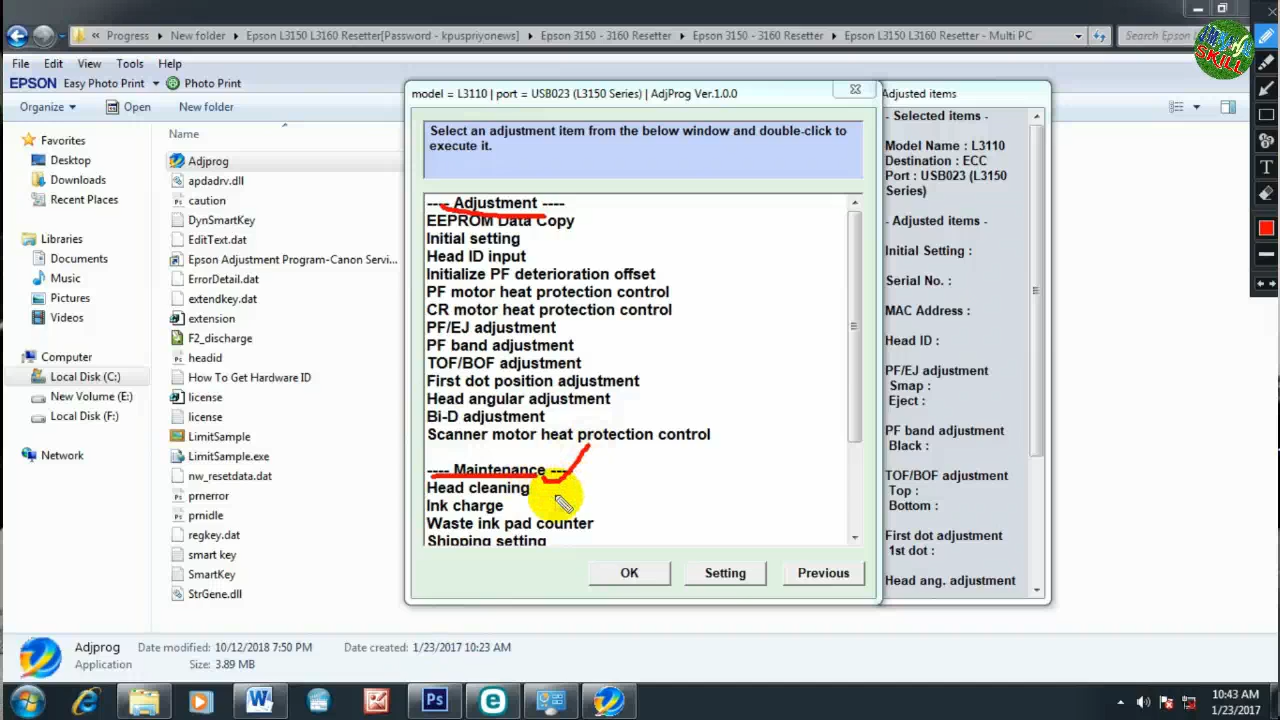 « Progress ▸ New folder ▸ Epson L3150 L3160 Resetter[Password - kpuspriyonews] ▸ Epson 3150 - 3160 Resetter ▸ Epson 3150 - 3160 Resetter ▸ Epson L3150 L3160 Resetter - Multi PC
Search Epson
SKILL
File Edit View Tools Help
EPSON Easy Photo Print Photo Print
Organize Open New folder
Favorites
Desktop
Downloads
Recent Places
Libraries
Documents
Music
Pictures
Videos
Computer
Local Disk (C:)
New Volume (E:)
Local Disk (F:)
Network
Name
Adjprog
apdadrv.dll
caution
DynSmartKey
EditText.dat
Epson Adjustment Program-Canon Servi...
ErrorDetail.dat
extendkey.dat
extension
F2_discharge
headid
How To Get Hardware ID
license
license
LimitSample
LimitSample.exe
nw_resetdata.dat
prnerror
prnidle
regkey.dat
smart key
SmartKey
StrGene.dll
model = L3110 | port = USB023 (L3150 Series) | AdjProg Ver.1.0.0
Select an adjustment item from the below window and double-click to
execute it.
---- Adjustment ----
EEPROM Data Copy
Initial setting
Head ID input
Initialize PF deterioration offset
PF motor heat protection control
CR motor heat protection control
PF/EJ adjustment
PF band adjustment
TOF/BOF adjustment
First dot position adjustment
Head angular adjustment
Bi-D adjustment
Scanner motor heat protection control
---- Maintenance ----
Head cleaning
Ink charge
Waste ink pad counter
Shipping setting
OK Setting Previous
Adjusted items
- Selected items -
Model Name : L3110
Destination : ECC
Port : USB023 (L3150
Series)
- Adjusted items -
Initial Setting :
Serial No. :
MAC Address :
Head ID :
PF/EJ adjustment
Smap :
Eject :
PF band adjustment
Black :
TOF/BOF adjustment
Top :
Bottom :
First dot adjustment
1st dot :
Head ang. adjustment
Adjprog Date modified: 10/12/2018 7:50 PM Date created: 1/23/2017 10:23 AM
Application Size: 3.89 MB
10:43 AM
1/23/2017